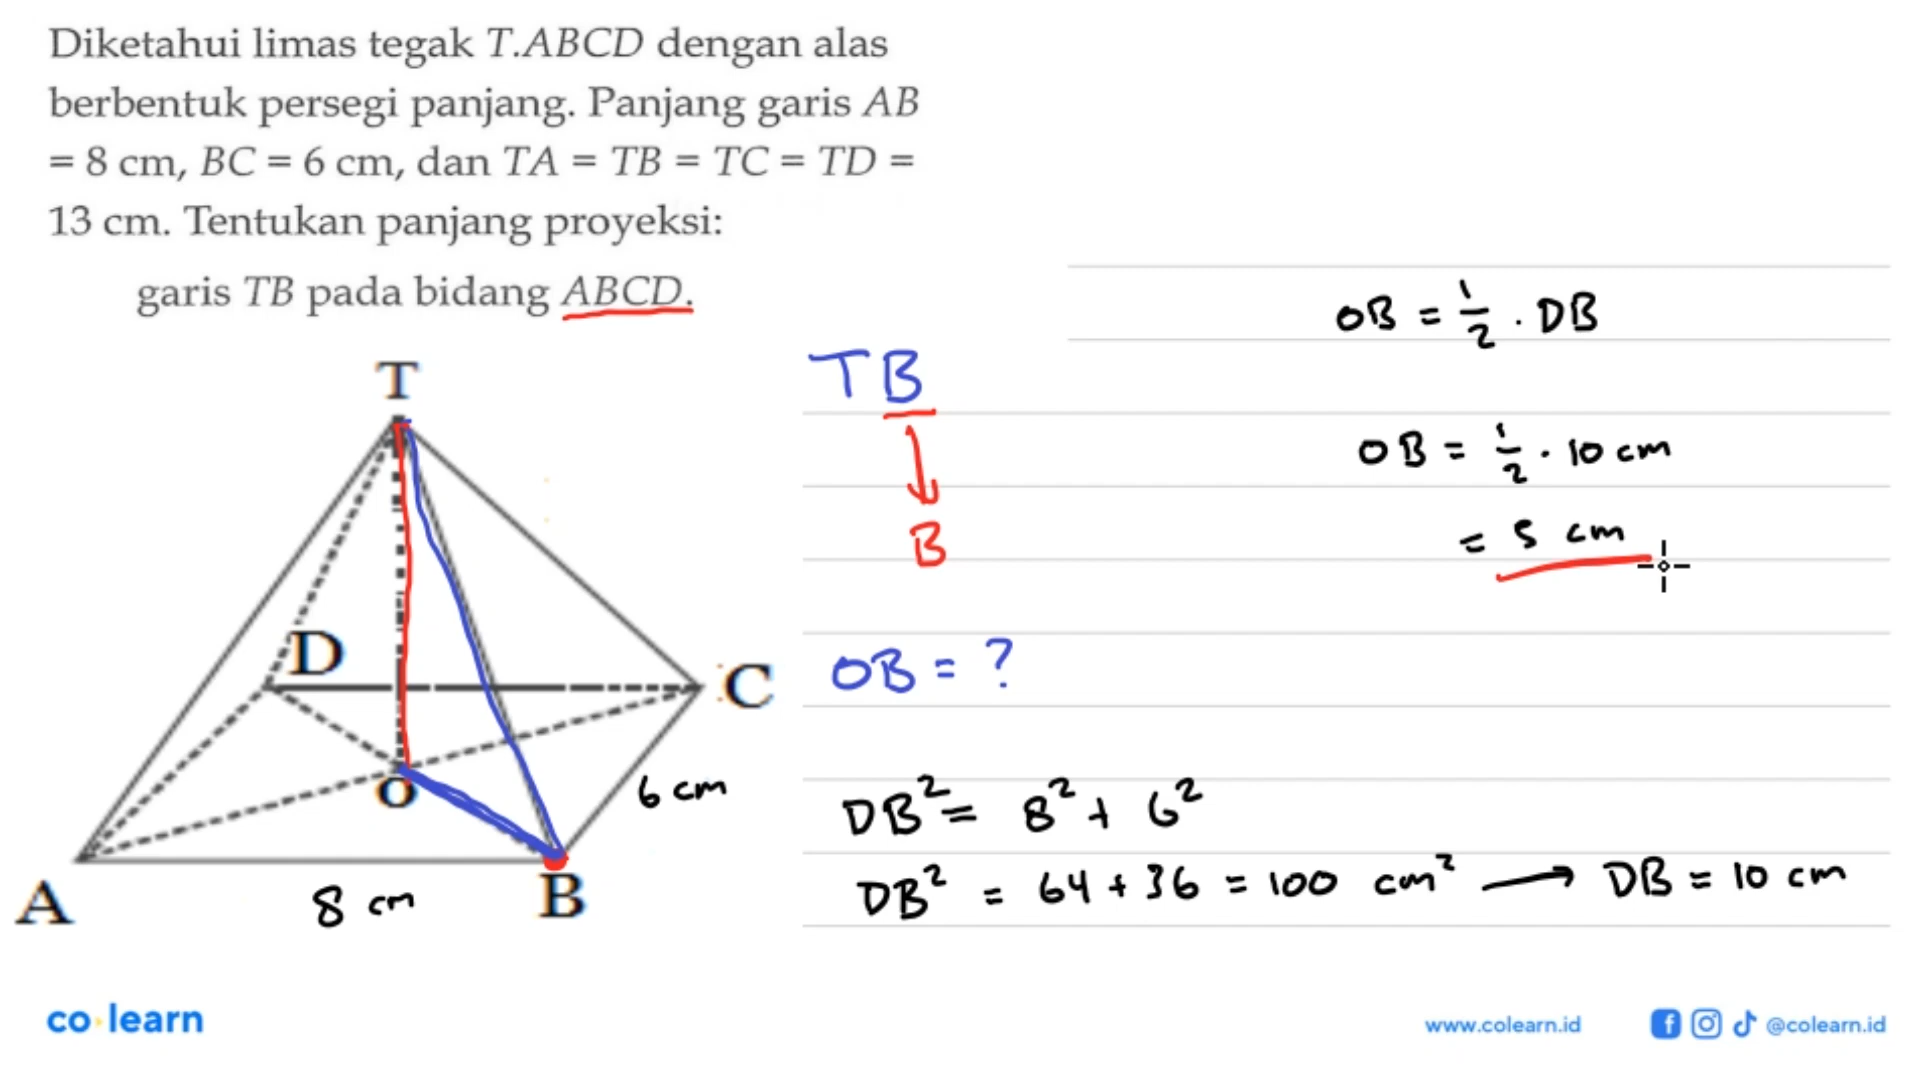 Diketahui limas tegak T.ABCD dengan alas
berbentuk persegi panjang. Panjang garis AB
= 8 cm, BC = 6 cm, dan TA = TB = TC = TD =
13 cm. Tentukan panjang proyeksi:
garis TB pada bidang ABCD.
T
D
C
O
A
B
8 cm
6 cm
TB
B
OB = ?
DB² = 8² + 6²
DB² = 64 + 36 = 100 cm² → DB = 10 cm
OB = 1/2 . DB
OB = 1/2 . 10 cm
= 5 cm
co learn
www.colearn.id
@colearn.id